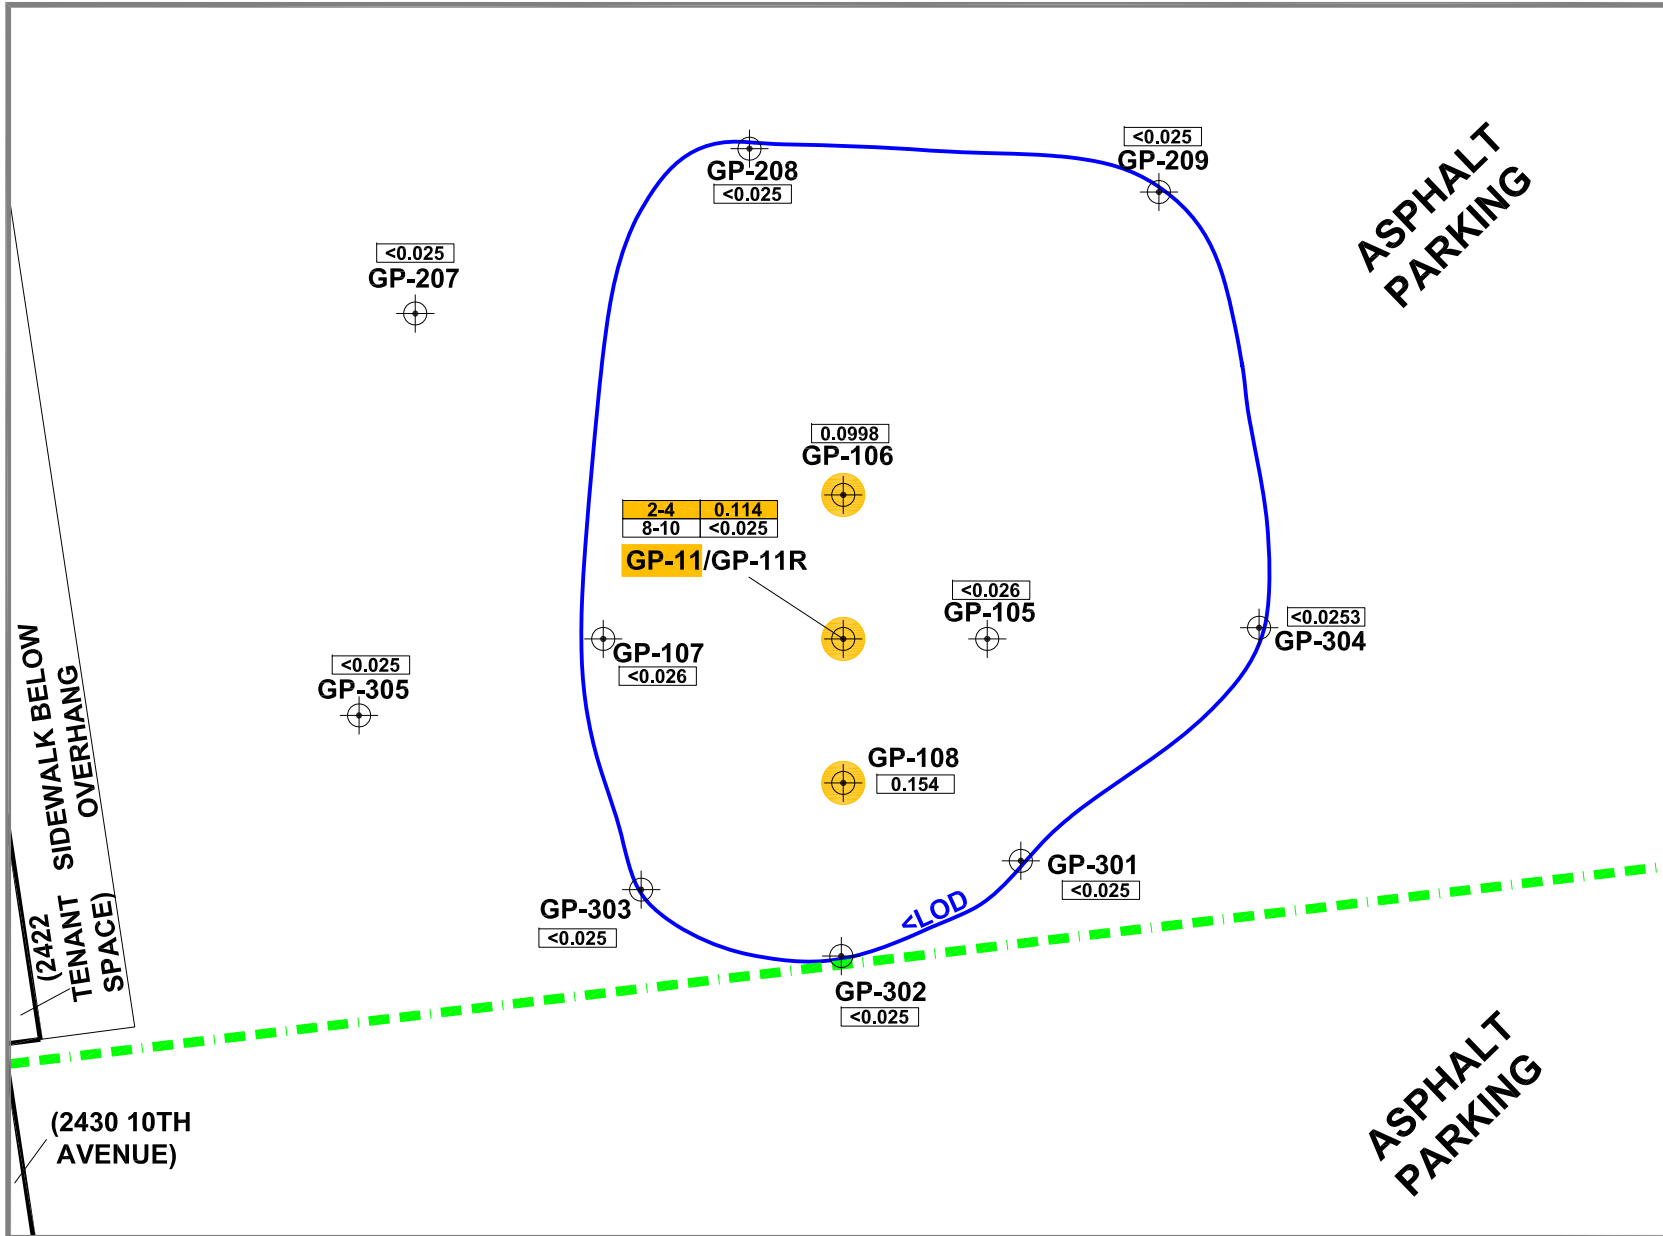 <0.025
GP-209
GP-208
<0.025
ASPHALT
PARKING
<0.025
GP-207
0.0998
GP-106
2-4 0.114
8-10 <0.025
GP-11/GP-11R
<0.026
GP-105
<0.0253
GP-304
GP-107
<0.026
<0.025
GP-305
SIDEWALK BELOW
OVERHANG
GP-108
0.154
GP-301
<0.025
<LOD
GP-303
<0.025
(2422
TENANT
SPACE)
GP-302
<0.025
ASPHALT
PARKING
(2430 10TH
AVENUE)